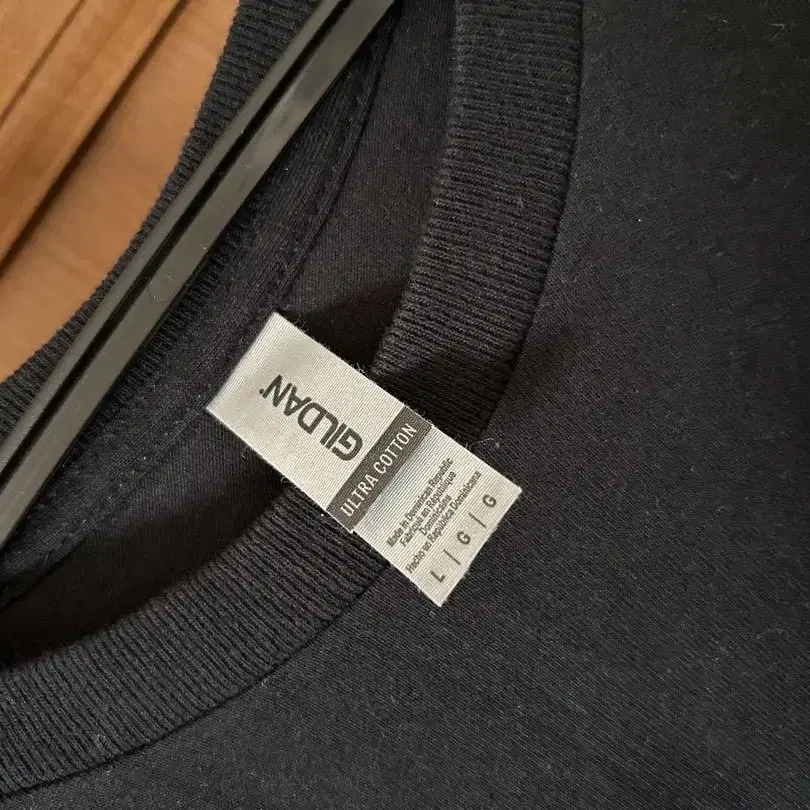 GILDAN
ULTRA COTTON
Made in Dominican Republic
Fabriqué en République
Dominicaine
Hecho en República Dominicana
L | G | G